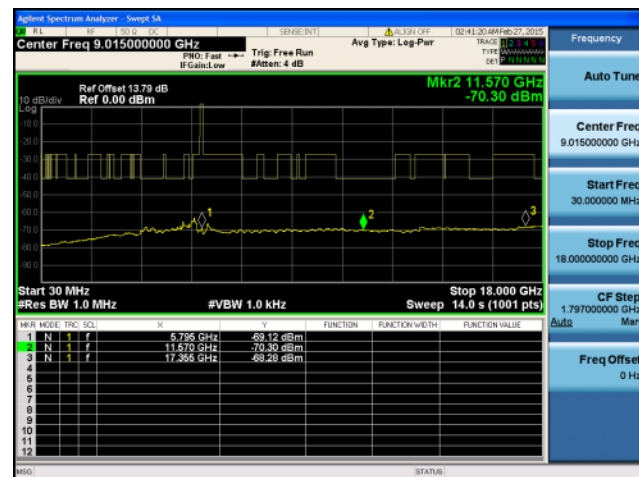 Agilent Spectrum Analyzer - Swept SA
RL RF 50 Ω DC SENSE:INT ALIGN OFF 02:41:20 AM Feb 27, 2015
Center Freq 9.015000000 GHz
PNO: Fast
IFGain:Low
Trig: Free Run
#Atten: 4 dB
Avg Type: Log-Pwr
TRACE 1 2 3 4 5 6
TYPE
DET P N N N N N
Mkr2 11.570 GHz
-70.30 dBm
Ref Offset 13.79 dB
10 dB/div Ref 0.00 dBm
Log
-10.0
-20.0
-30.0
-40.0
-50.0
-60.0
-70.0
-80.0
-90.0
1
2
3
Start 30 MHz Stop 18.000 GHz
#Res BW 1.0 MHz #VBW 1.0 kHz Sweep 14.0 s (1001 pts)
MKR MODE TRC SCL X Y FUNCTION FUNCTION WIDTH FUNCTION VALUE
1 N 1 f 5.795 GHz -69.12 dBm
2 N 1 f 11.570 GHz -70.30 dBm
3 N 1 f 17.355 GHz -68.28 dBm
4
5
6
7
8
9
10
11
12
MSG STATUS
Frequency
Auto Tune
Center Freq
9.015000000 GHz
Start Freq
30.000000 MHz
Stop Freq
18.000000000 GHz
CF Step
1.797000000 GHz
Auto Man
Freq Offset
0 Hz